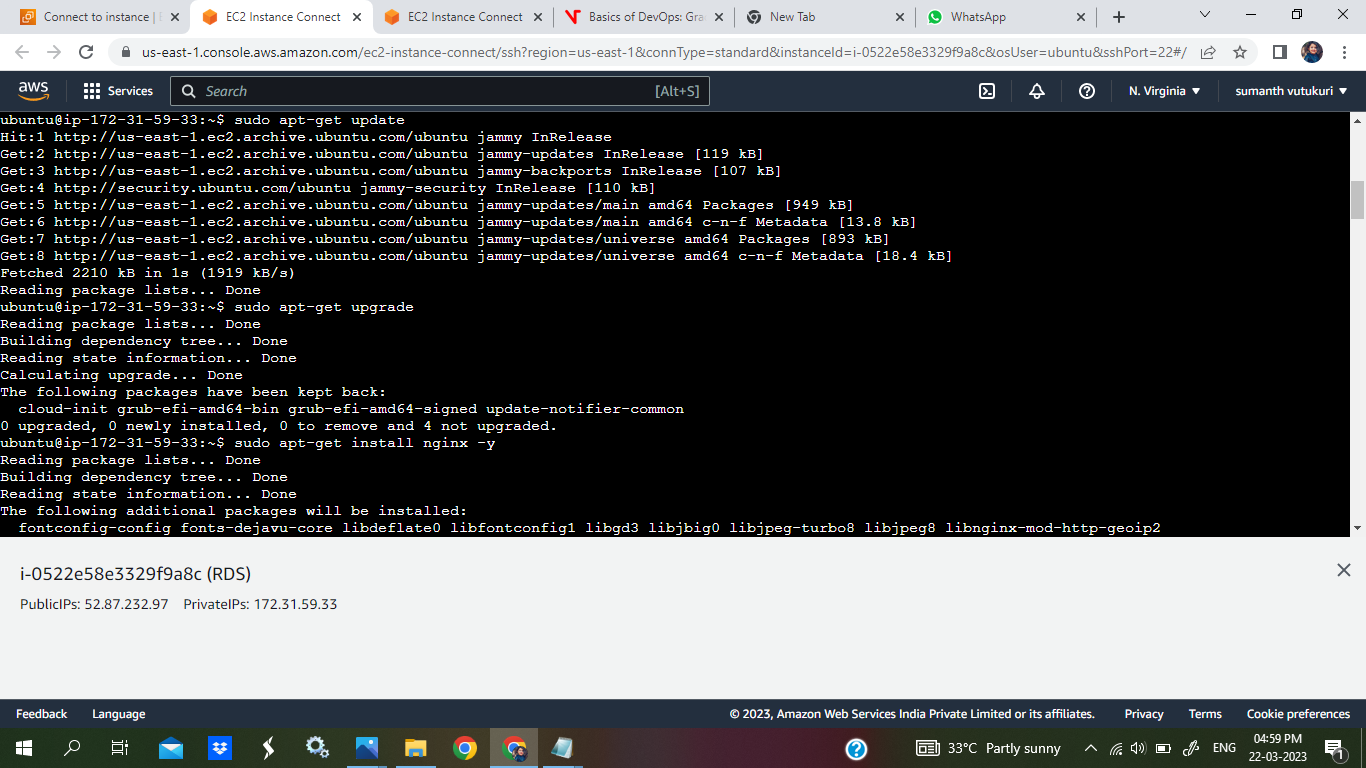 Connect to instance | E
EC2 Instance Connect
EC2 Instance Connect
Basics of DevOps: Gra
New Tab
WhatsApp
us-east-1.console.aws.amazon.com/ec2-instance-connect/ssh?region=us-east-1&connType=standard&instanceId=i-0522e58e3329f9a8c&osUser=ubuntu&sshPort=22#/
aws
Services
Search
[Alt+S]
N. Virginia
sumanth vutukuri
ubuntu@ip-172-31-59-33:~$ sudo apt-get update
Hit:1 http://us-east-1.ec2.archive.ubuntu.com/ubuntu jammy InRelease
Get:2 http://us-east-1.ec2.archive.ubuntu.com/ubuntu jammy-updates InRelease [119 kB]
Get:3 http://us-east-1.ec2.archive.ubuntu.com/ubuntu jammy-backports InRelease [107 kB]
Get:4 http://security.ubuntu.com/ubuntu jammy-security InRelease [110 kB]
Get:5 http://us-east-1.ec2.archive.ubuntu.com/ubuntu jammy-updates/main amd64 Packages [949 kB]
Get:6 http://us-east-1.ec2.archive.ubuntu.com/ubuntu jammy-updates/main amd64 c-n-f Metadata [13.8 kB]
Get:7 http://us-east-1.ec2.archive.ubuntu.com/ubuntu jammy-updates/universe amd64 Packages [893 kB]
Get:8 http://us-east-1.ec2.archive.ubuntu.com/ubuntu jammy-updates/universe amd64 c-n-f Metadata [18.4 kB]
Fetched 2210 kB in 1s (1919 kB/s)
Reading package lists... Done
ubuntu@ip-172-31-59-33:~$ sudo apt-get upgrade
Reading package lists... Done
Building dependency tree... Done
Reading state information... Done
Calculating upgrade... Done
The following packages have been kept back:
  cloud-init grub-efi-amd64-bin grub-efi-amd64-signed update-notifier-common
0 upgraded, 0 newly installed, 0 to remove and 4 not upgraded.
ubuntu@ip-172-31-59-33:~$ sudo apt-get install nginx -y
Reading package lists... Done
Building dependency tree... Done
Reading state information... Done
The following additional packages will be installed:
  fontconfig-config fonts-dejavu-core libdeflate0 libfontconfig1 libgd3 libjbig0 libjpeg-turbo8 libjpeg8 libnginx-mod-http-geoip2
i-0522e58e3329f9a8c (RDS)
PublicIPs: 52.87.232.97 PrivateIPs: 172.31.59.33
Feedback
Language
© 2023, Amazon Web Services India Private Limited or its affiliates.
Privacy
Terms
Cookie preferences
33°C Partly sunny
ENG
04:59 PM
22-03-2023
1